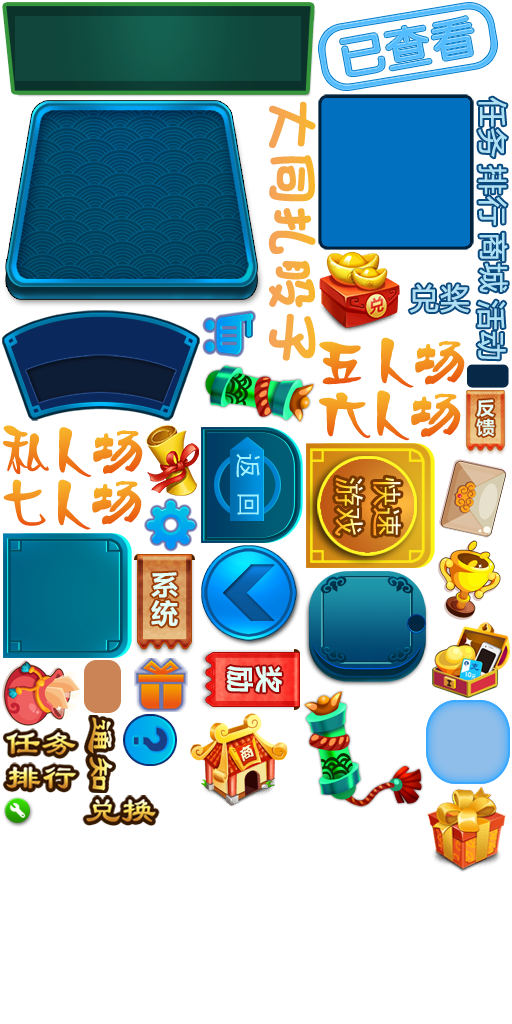 已查看
大同扎股子
任务 排行 商城 活动
兑
兑奖
五人场
六人场
反馈
私人场
七人场
返回
快速
游戏
系统
奖励
任务
排行
通知
兑换
商